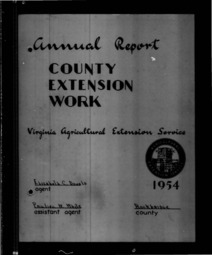 Annual Report
COUNTY
EXTENSION
WORK
Virginia Agricultural Extension Service
1954
agent
assistant agent
county